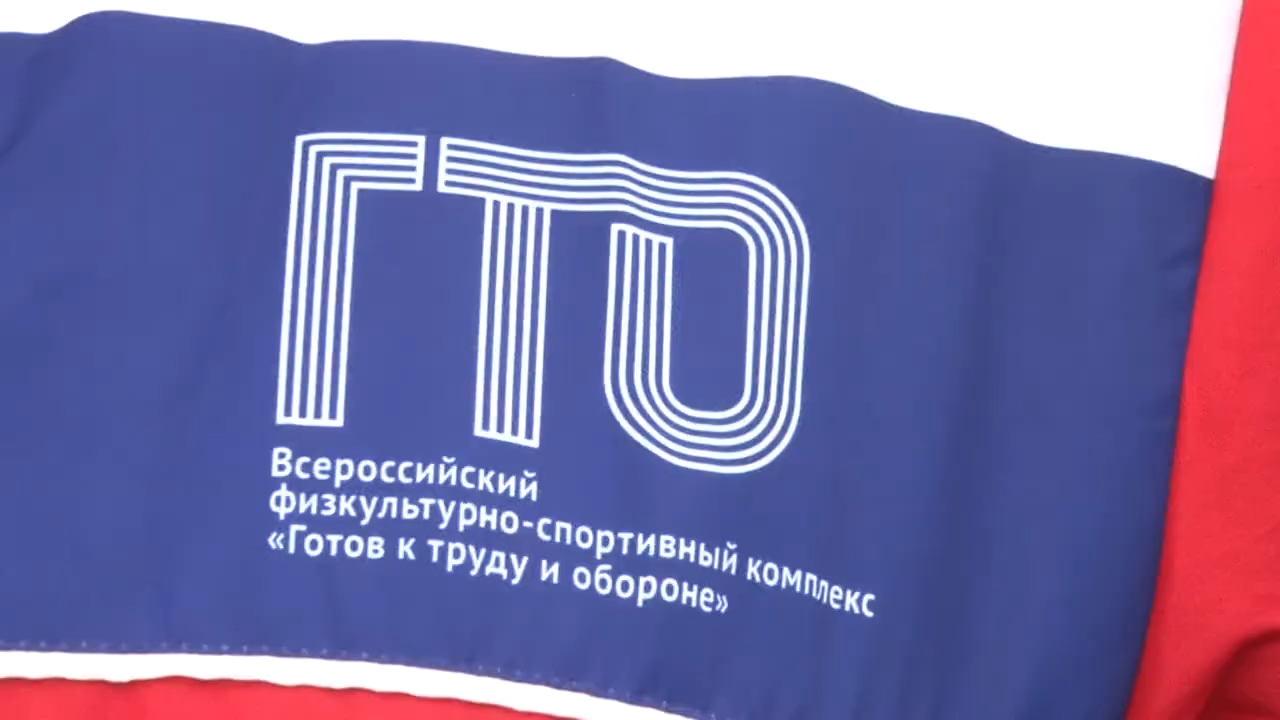 ГТО
Всероссийский
физкультурно-спортивный комплекс
«Готов к труду и обороне»